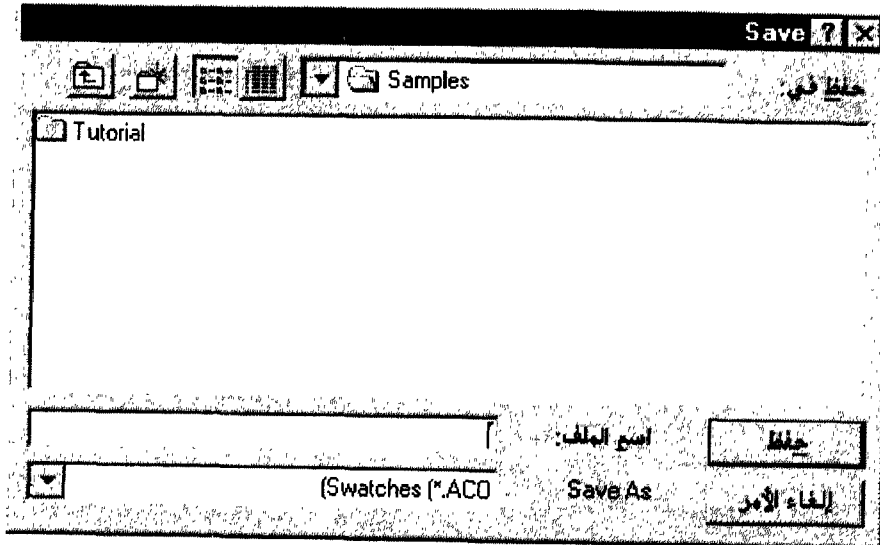 Save
حفظ في: Samples
Tutorial
اسم الملف:
حفظ
Save As (Swatches (*.ACO
إلغاء الأمر